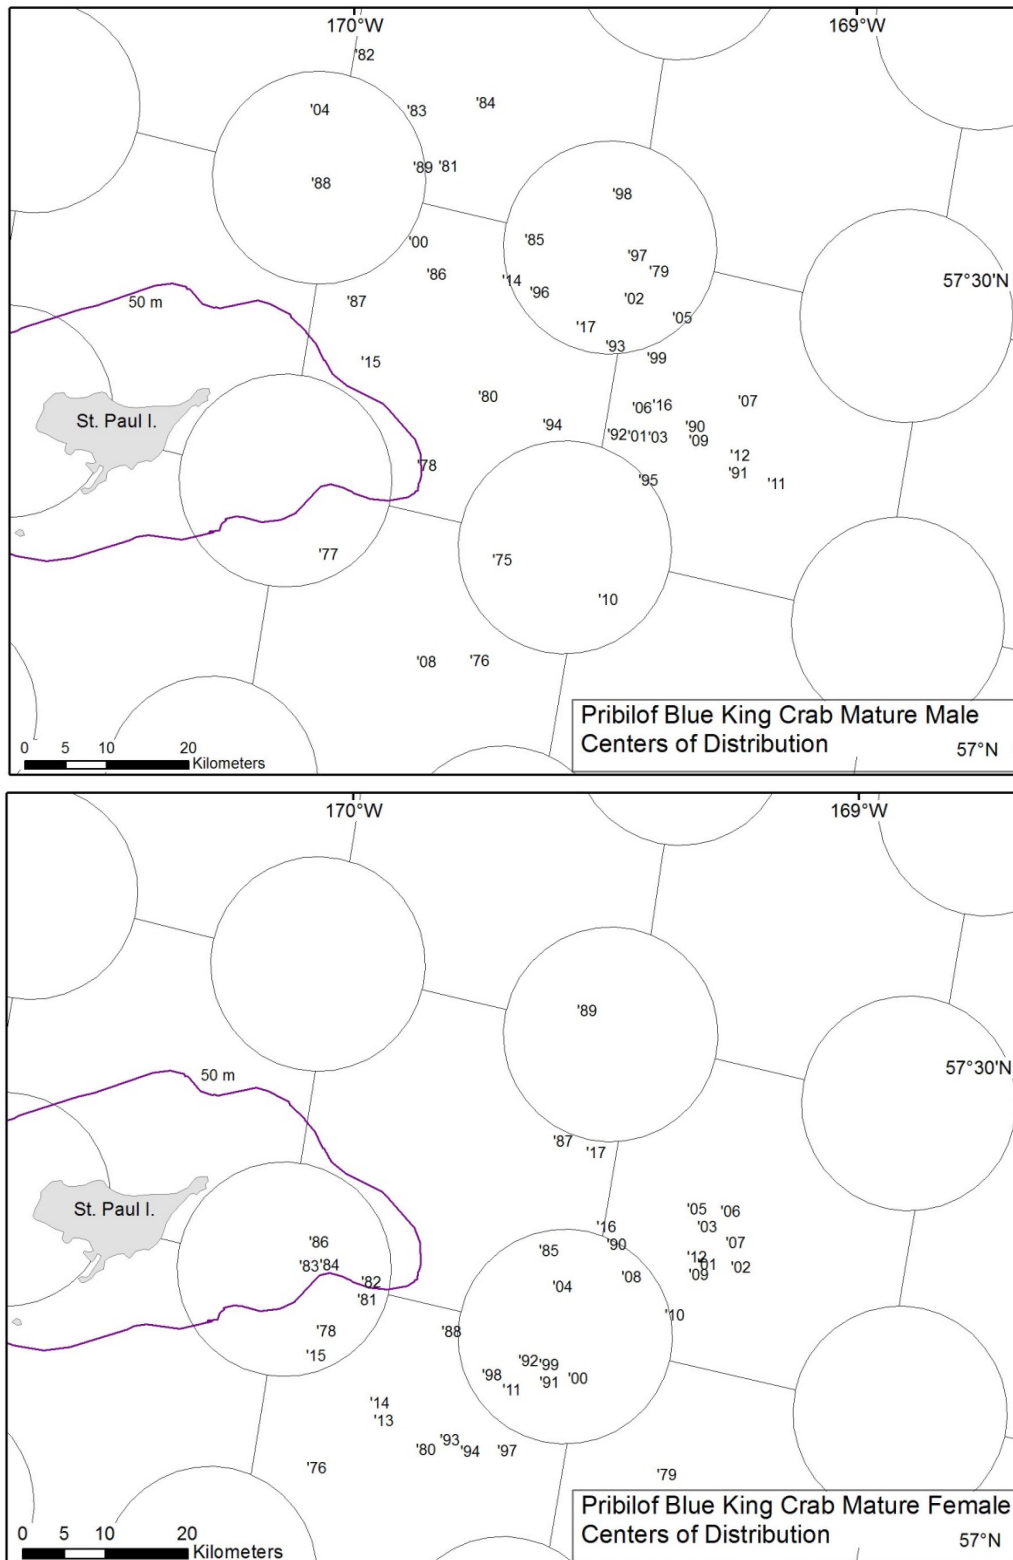 170°W 169°W
'82
'04 '83 '84
'89 '81
'88
'98
'00 '85
'86 '97
'79
57°30'N
'14
'96
50 m '87 '02
'05
'17
'93
'99
'15
'80 '07
'06 '16
St. Paul I.
'94 '90
'92 '01 '03 '09
'12
'78 '91
'95 '11
'77 '75
'10
'08 '76
Pribilof Blue King Crab Mature Male
Centers of Distribution 57°N
0 5 10 20
Kilometers
170°W 169°W
'89
57°30'N
50 m
'87
'17
St. Paul I.
'05 '06
'16 '03
'86 '85 '90 '07
'12
'83 '84 '01 '02
'08 '09
'82 '04
'81
'10
'78 '88
'15 '92 '99
'98 '91 '00
'11
'14
'13
'93
'80 '94 '97
'76 '79
Pribilof Blue King Crab Mature Female
Centers of Distribution 57°N
0 5 10 20
Kilometers